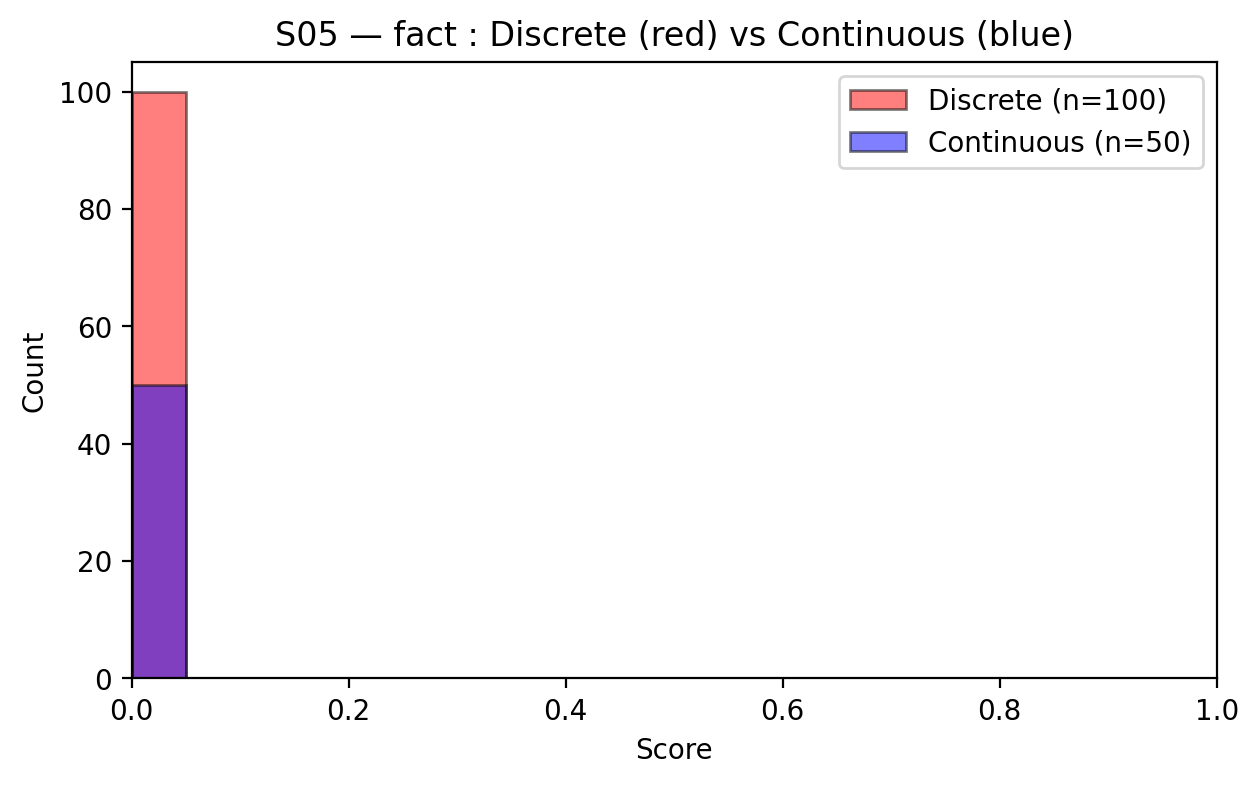 S05 — fact : Discrete (red) vs Continuous (blue)
Discrete (n=100)
Continuous (n=50)
100
80
60
40
20
0
Count
0.0 0.2 0.4 0.6 0.8 1.0
Score